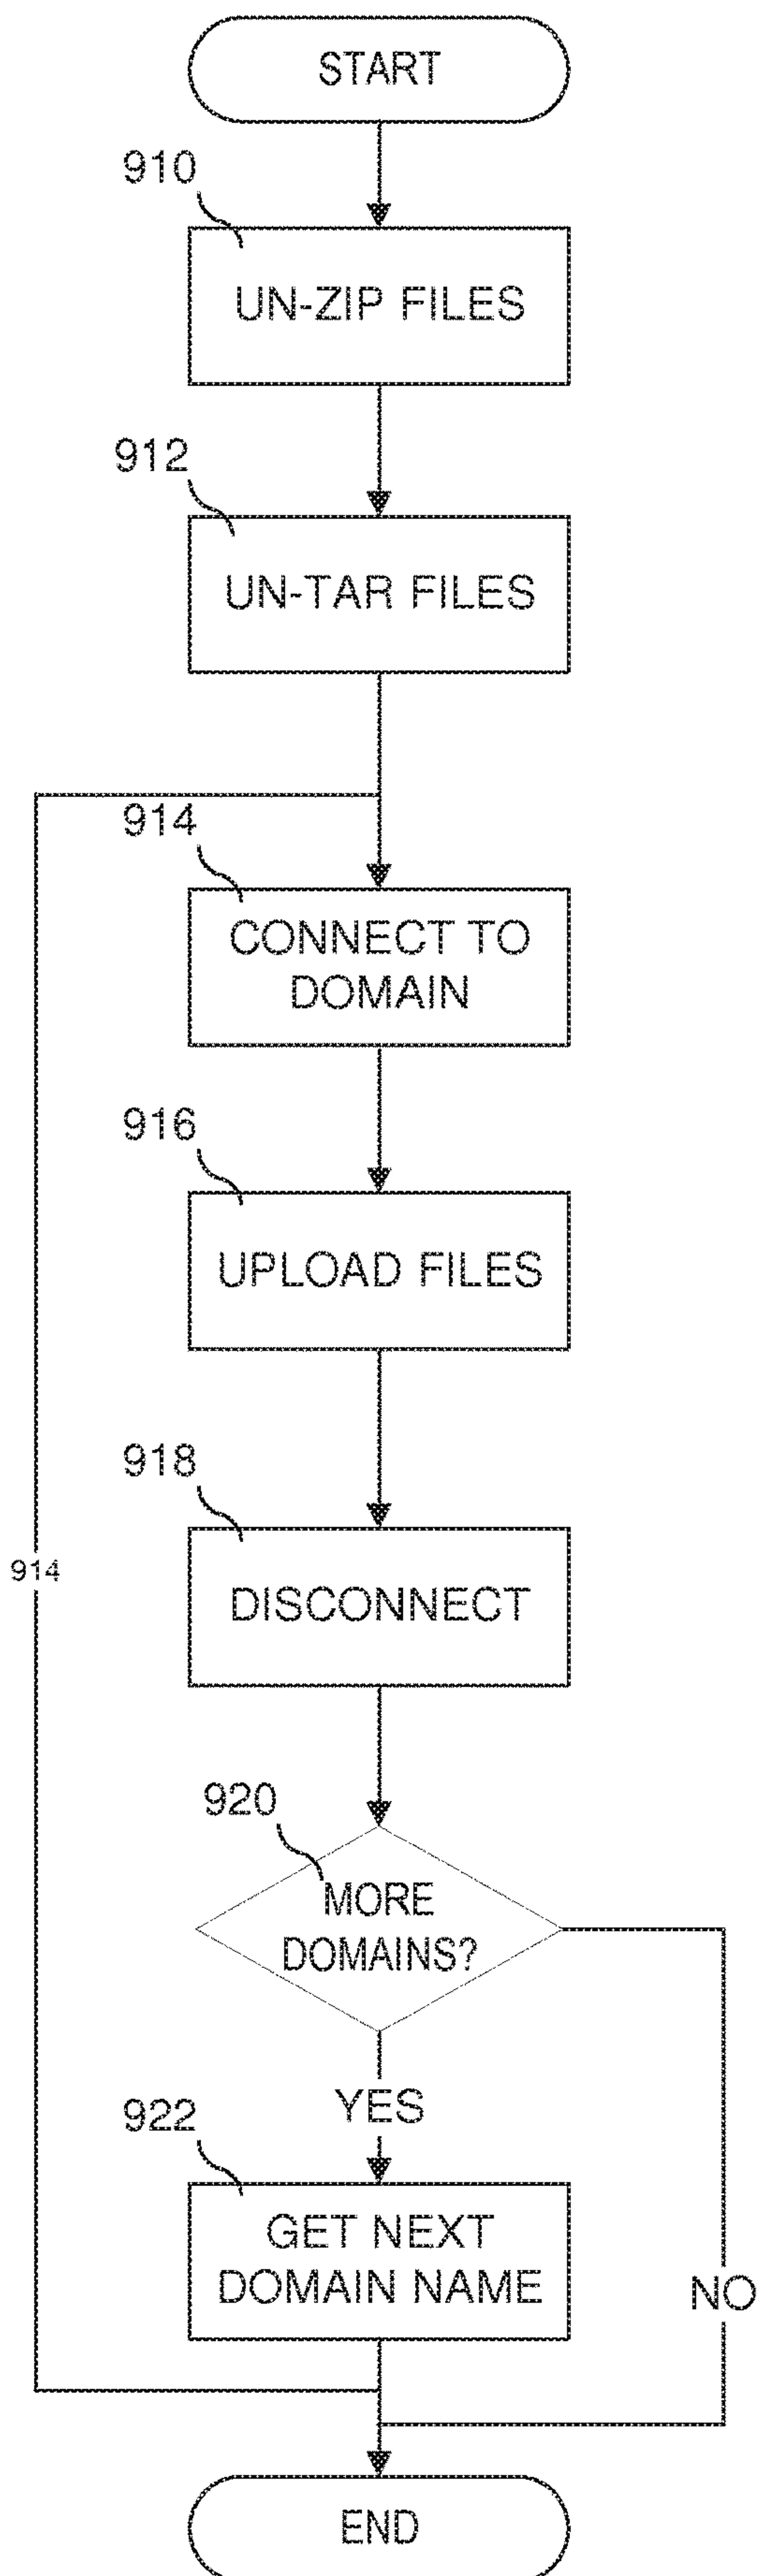 START
910
UN-ZIP FILES
912
UN-TAR FILES
914
CONNECT TO
DOMAIN
916
UPLOAD FILES
918
914
DISCONNECT
920
MORE
DOMAINS?
YES
922
GET NEXT
DOMAIN NAME
NO
END